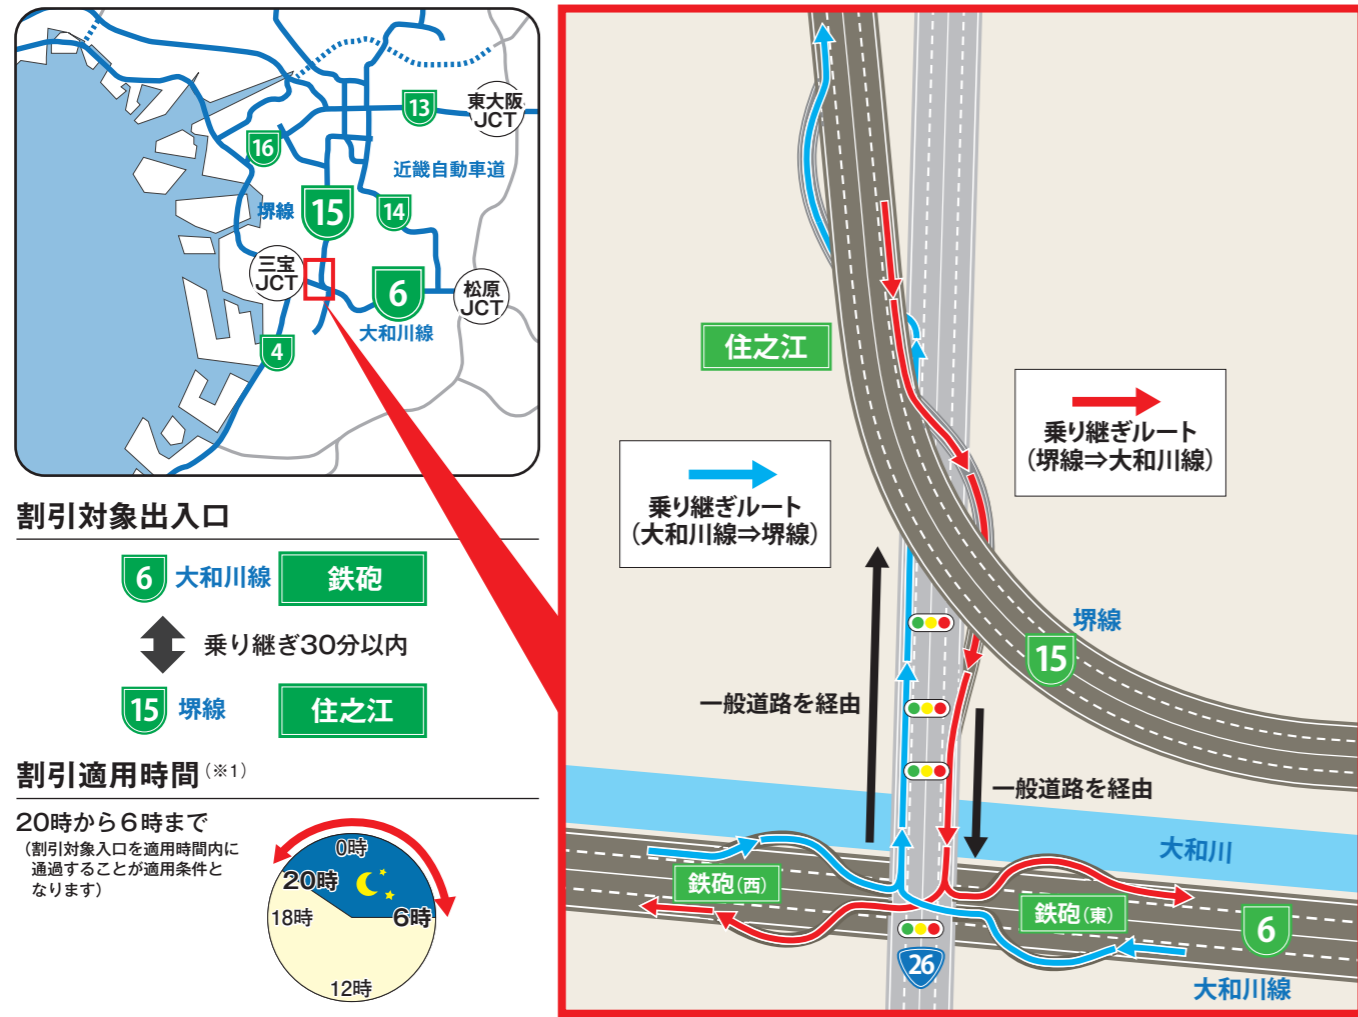 東大阪
JCT
13
16
近畿自動車道
堺線
15
14
三宝
JCT
6
松原
JCT
大和川線
4
割引対象出入口
6 大和川線 鉄砲
乗り継ぎ30分以内
15 堺線 住之江
割引適用時間(※1)
20時から6時まで
(割引対象入口を適用時間内に
通過することが適用条件と
なります)
0時
20時
18時
6時
12時
住之江
乗り継ぎルート
(堺線⇒大和川線)
乗り継ぎルート
(大和川線⇒堺線)
堺線
15
一般道路を経由
一般道路を経由
大和川
鉄砲(西)
鉄砲(東)
6
26
大和川線